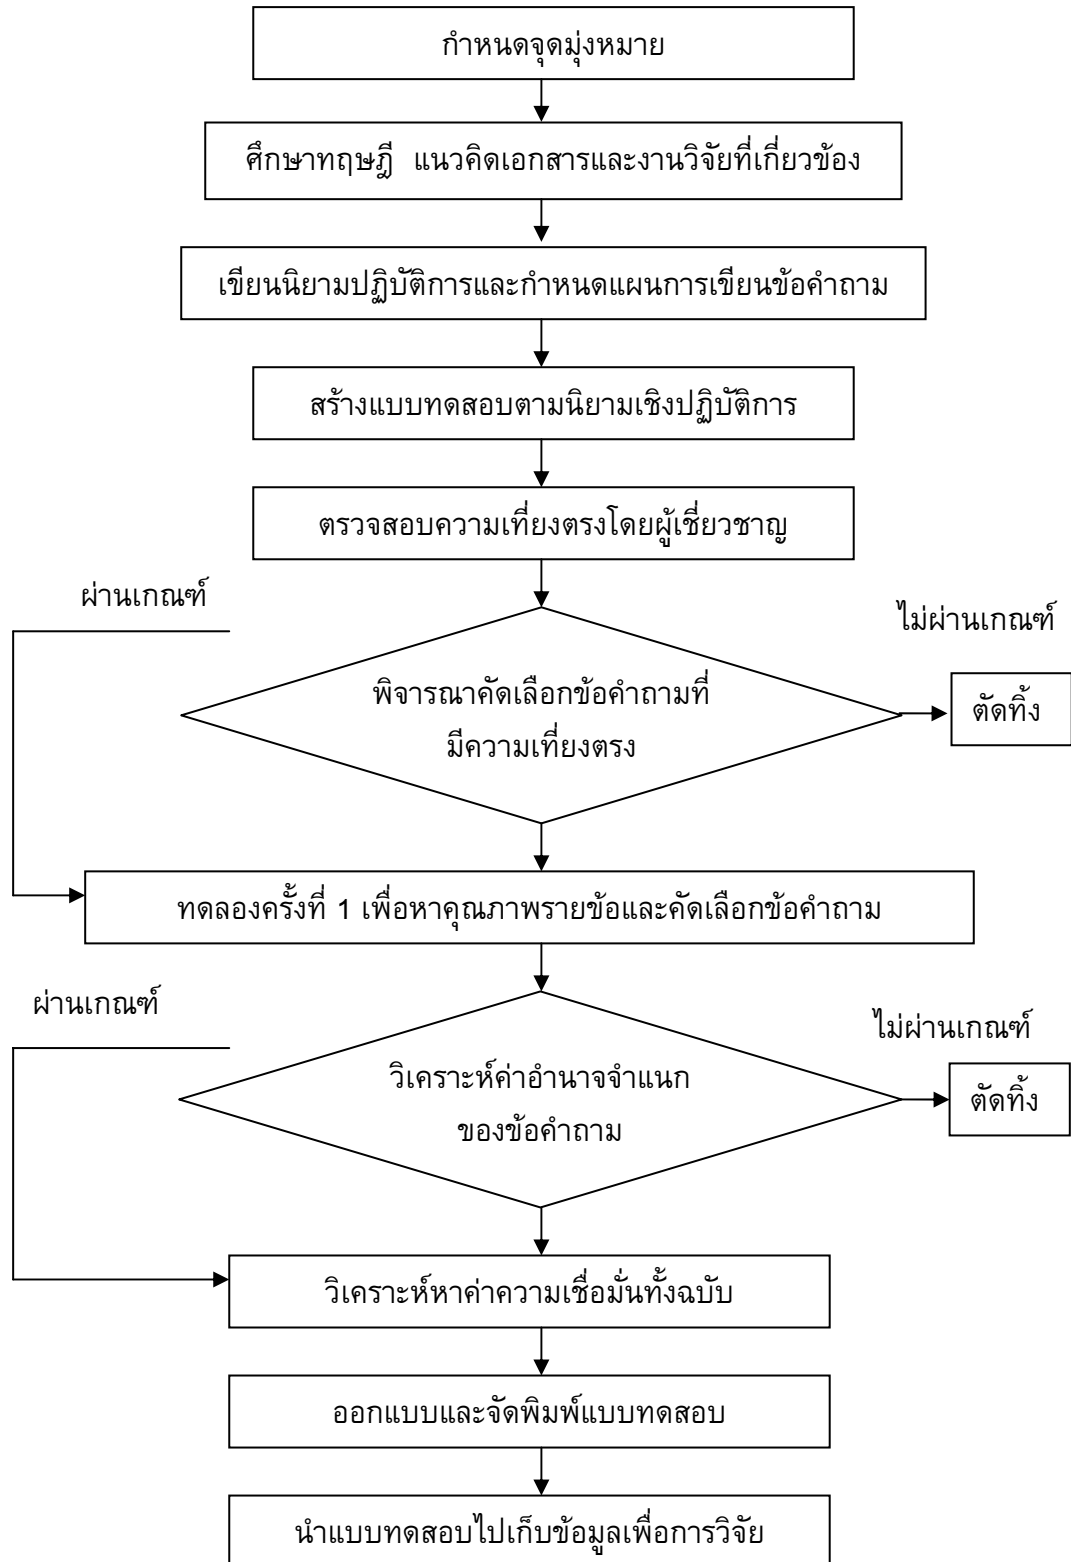 กำหนดจุดมุ่งหมาย
ศึกษาทฤษฎี แนวคิดเอกสารและงานวิจัยที่เกี่ยวข้อง
เขียนนิยามปฏิบัติการและกำหนดแผนการเขียนข้อคำถาม
สร้างแบบทดสอบตามนิยามเชิงปฏิบัติการ
ตรวจสอบความเที่ยงตรงโดยผู้เชี่ยวชาญ
ผ่านเกณฑ์
ไม่ผ่านเกณฑ์
พิจารณาคัดเลือกข้อคำถามที่
มีความเที่ยงตรง
ตัดทิ้ง
ทดลองครั้งที่ 1 เพื่อหาคุณภาพรายข้อและคัดเลือกข้อคำถาม
ผ่านเกณฑ์
ไม่ผ่านเกณฑ์
วิเคราะห์ค่าอำนาจจำแนก
ของข้อคำถาม
ตัดทิ้ง
วิเคราะห์หาค่าความเชื่อมั่นทั้งฉบับ
ออกแบบและจัดพิมพ์แบบทดสอบ
นำแบบทดสอบไปเก็บข้อมูลเพื่อการวิจัย